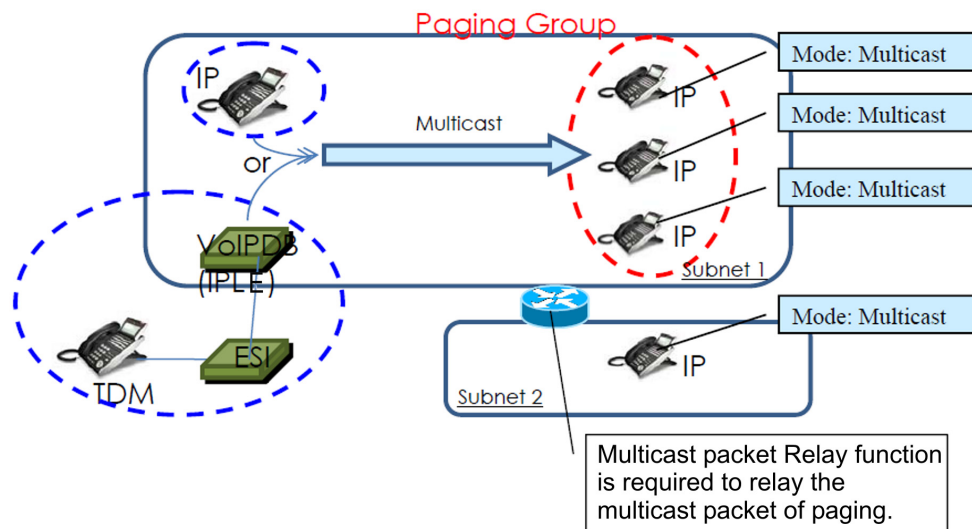 Paging Group
Mode: Multicast
IP
IP
Multicast
Mode: Multicast
or
IP
Mode: Multicast
VoIPDB
(IPLE)
IP
Subnet 1
Mode: Multicast
ESI
IP
TDM
Subnet 2
Multicast packet Relay function
is required to relay the
multicast packet of paging.